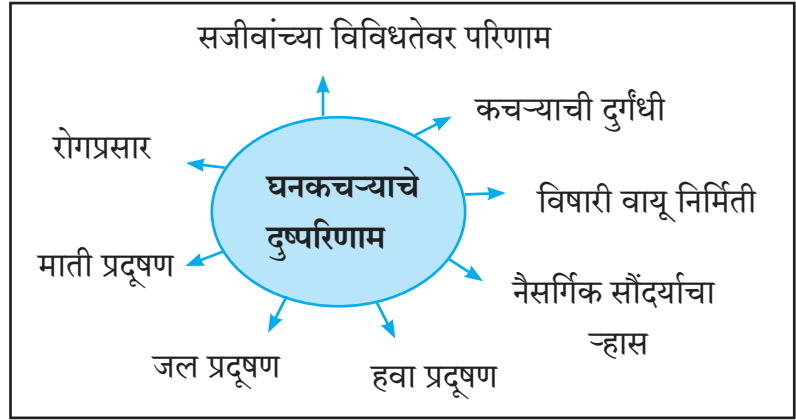 सजीवांच्या विविधतेवर परिणाम
कचऱ्याची दुर्गंधी
रोगप्रसार
घनकचऱ्याचे
दुष्परिणाम
विषारी वायू निर्मिती
माती प्रदूषण
नैसर्गिक सौंदर्याचा
ऱ्हास
जल प्रदूषण
हवा प्रदूषण